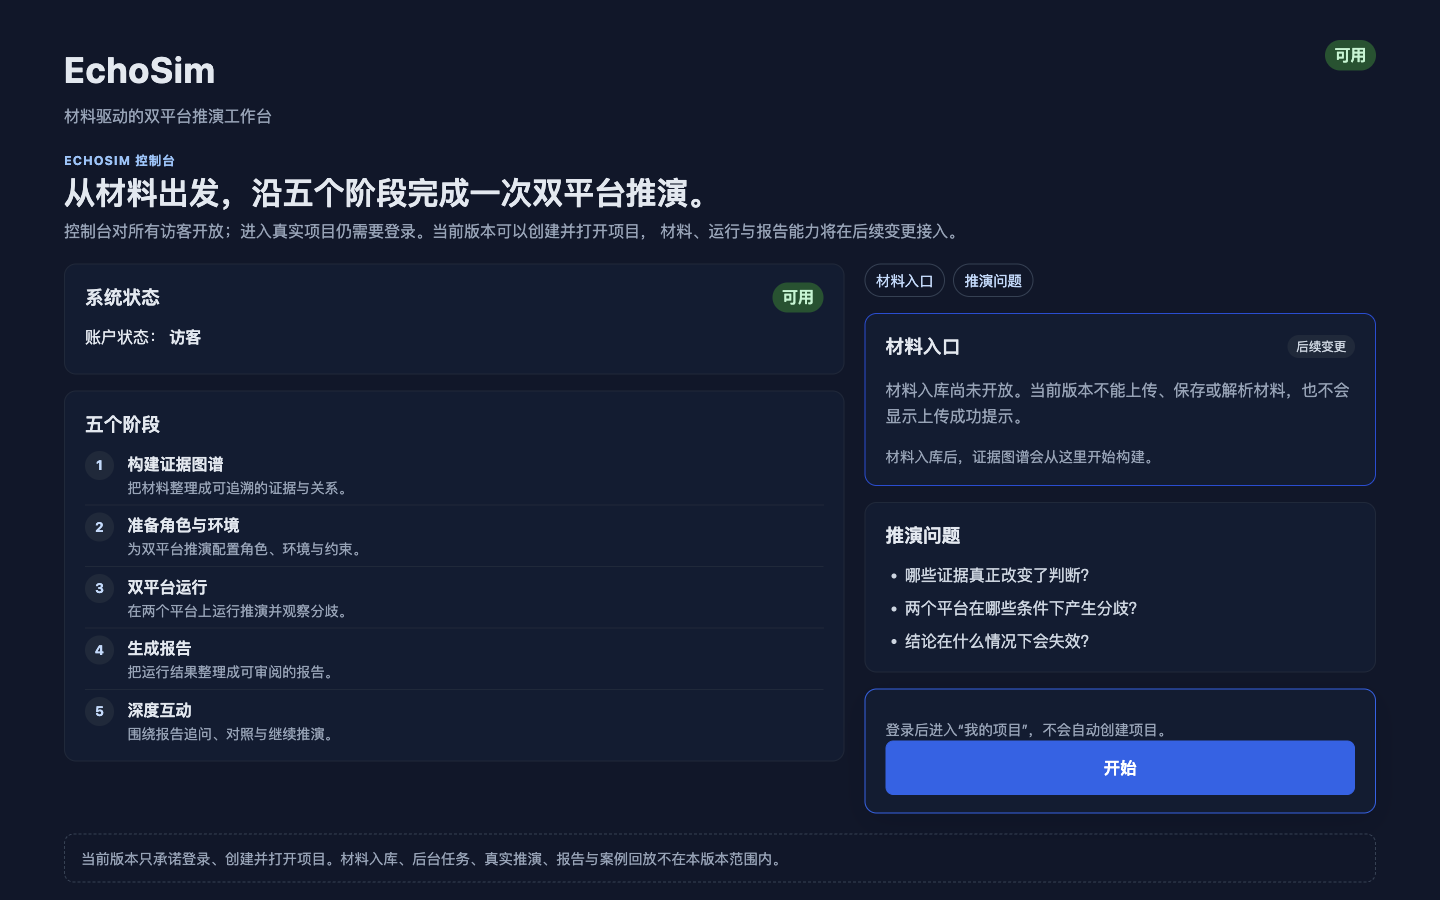 EchoSim
可用
材料驱动的双平台推演工作台
ECHOSIM 控制台
从材料出发，沿五个阶段完成一次双平台推演。
控制台对所有访客开放；进入真实项目仍需要登录。当前版本可以创建并打开项目， 材料、运行与报告能力将在后续变更接入。
系统状态
可用
账户状态： 访客
五个阶段
1
构建证据图谱
把材料整理成可追溯的证据与关系。
2
准备角色与环境
为双平台推演配置角色、环境与约束。
3
双平台运行
在两个平台上运行推演并观察分歧。
4
生成报告
把运行结果整理成可审阅的报告。
5
深度互动
围绕报告追问、对照与继续推演。
材料入口
推演问题
材料入口
后续变更
材料入库尚未开放。当前版本不能上传、保存或解析材料，也不会
显示上传成功提示。
材料入库后，证据图谱会从这里开始构建。
推演问题
• 哪些证据真正改变了判断？
• 两个平台在哪些条件下产生分歧？
• 结论在什么情况下会失效？
登录后进入“我的项目”，不会自动创建项目。
开始
当前版本只承诺登录、创建并打开项目。材料入库、后台任务、真实推演、报告与案例回放不在本版本范围内。